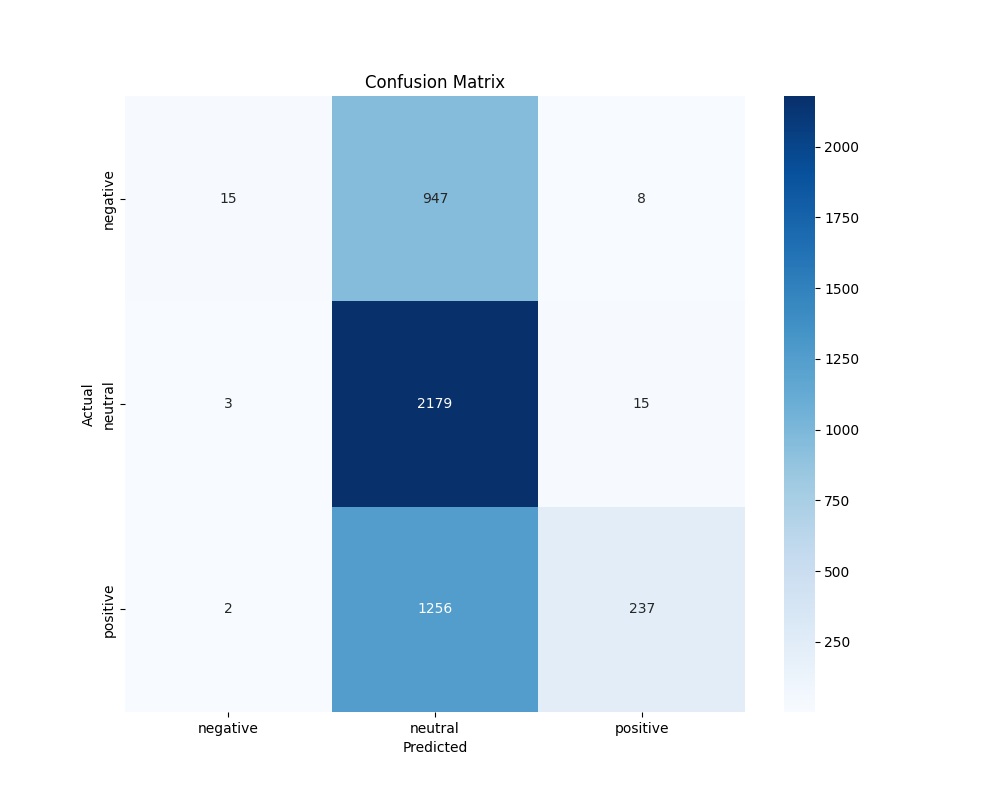 Confusion Matrix
negative
15
947
8
Actual
neutral
3
2179
15
positive
2
1256
237
negative
neutral
positive
Predicted
2000
1750
1500
1250
1000
750
500
250